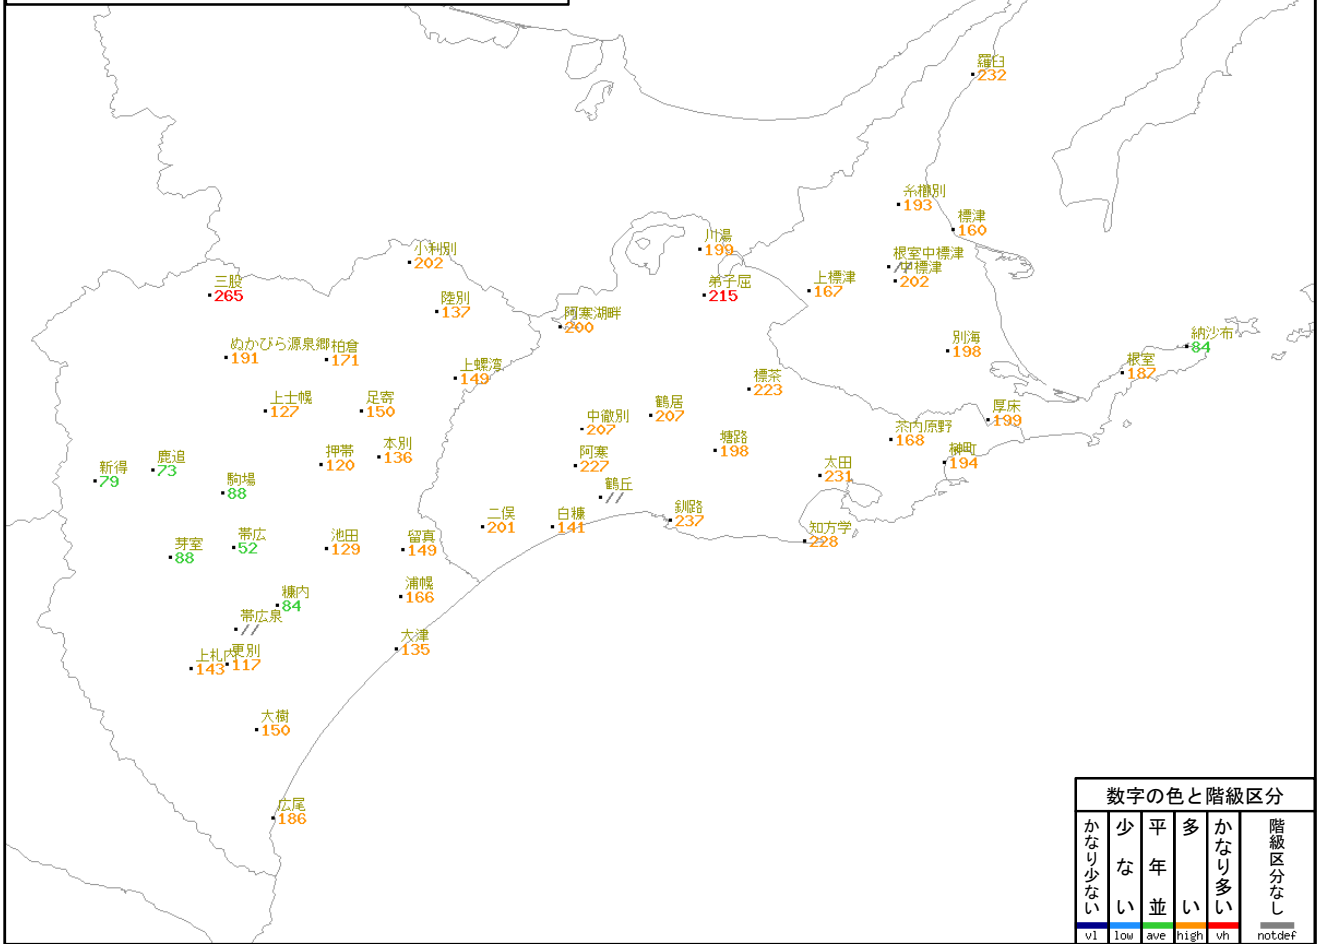 羅臼
232
糸櫛別
193
標津
160
川湯
199
根室中標津
//
中標津
202
小利別
202
三股
265
弟子屈
215
上標津
167
陸別
137
阿寒湖畔
200
納沙布
84
ぬかびら源泉郷
191
柏倉
171
別海
198
根室
187
上螺湾
149
標茶
223
上士幌
127
足寄
150
鶴居
207
中徹別
207
厚床
199
茶内原野
168
本別
136
塘路
198
押帯
120
榊町
194
鹿追
73
新得
79
阿寒
227
太田
231
駒場
88
鶴丘
//
二俣
201
白糠
141
釧路
237
知方学
228
帯広
52
池田
129
留真
149
芽室
88
浦幌
166
糠内
84
帯広泉
//
大津
135
上札内
143
更別
117
大樹
150
広尾
186
数字の色と階級区分
かなり少ない
少ない
平年並
多い
かなり多い
階級区分なし
vl low ave high vh notdef